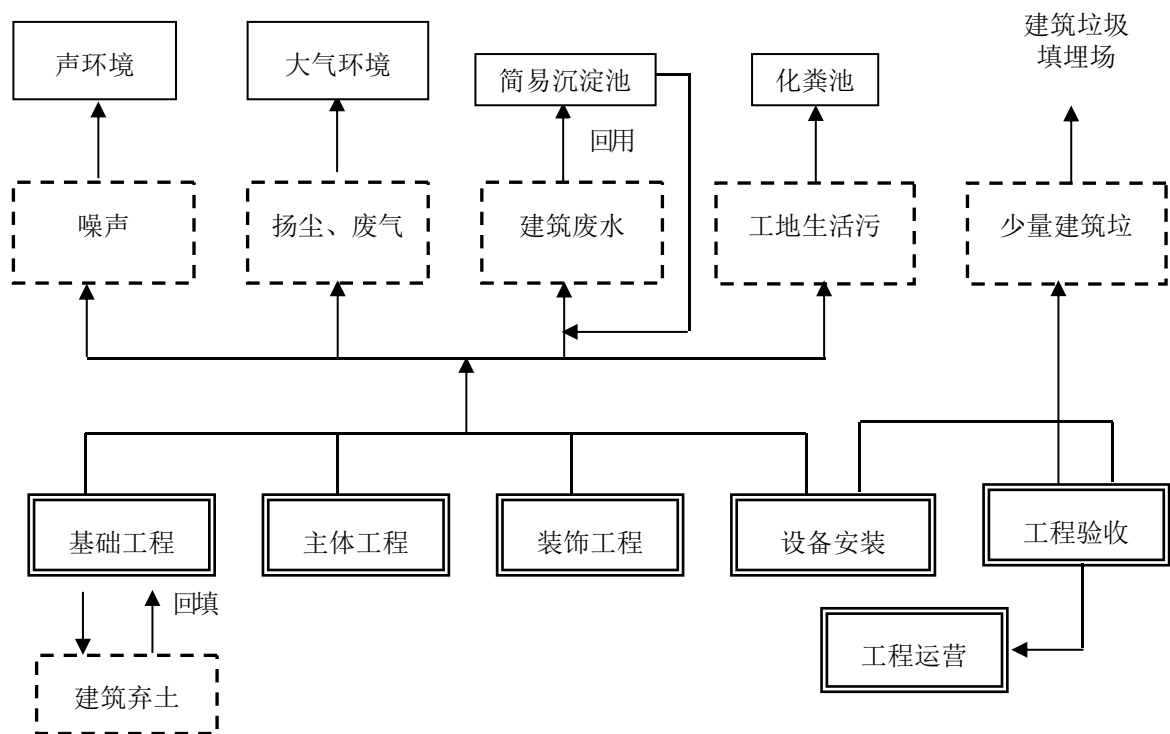 声环境
大气环境
简易沉淀池
化粪池
建筑垃圾
填埋场
回用
噪声
扬尘、废气
建筑废水
工地生活污
少量建筑垃
基础工程
主体工程
装饰工程
设备安装
工程验收
回填
建筑弃土
工程运营